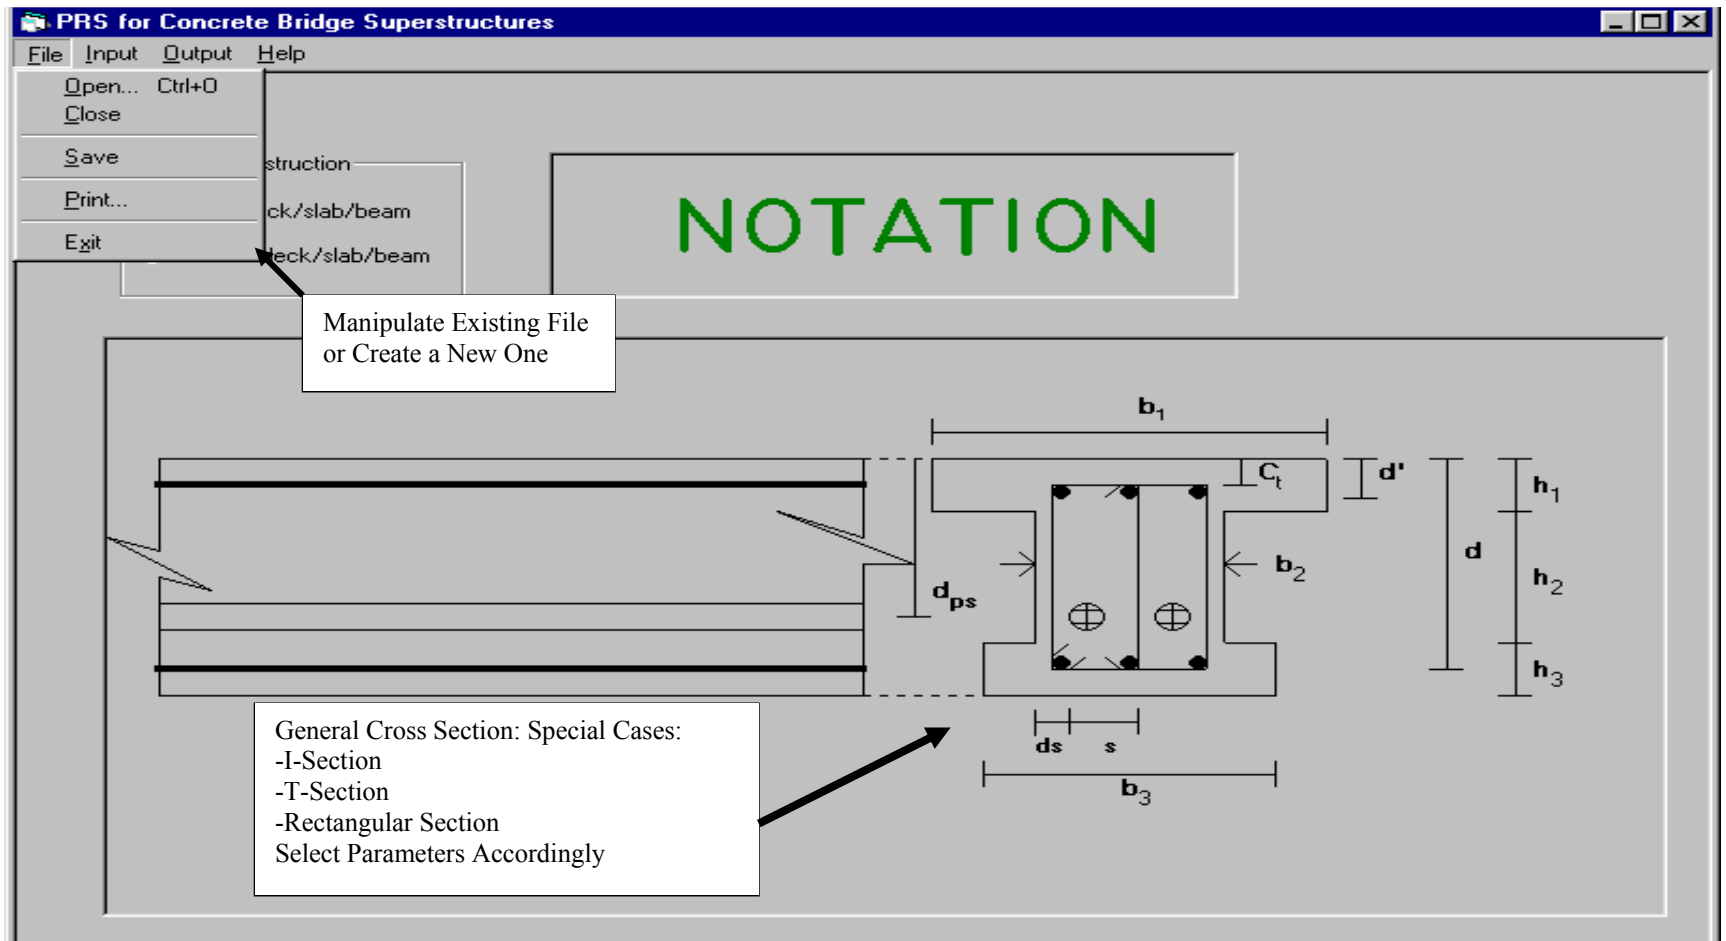 PRS for Concrete Bridge Superstructures
File Input Output Help
Open... Ctrl+O
Close
Save
Print...
Exit
struction
ck/slab/beam
deck/slab/beam
NOTATION
Manipulate Existing File
or Create a New One
b1
Ct
d'
h1
d
b2
h2
dps
h3
ds s
b3
General Cross Section: Special Cases:
-I-Section
-T-Section
-Rectangular Section
Select Parameters Accordingly